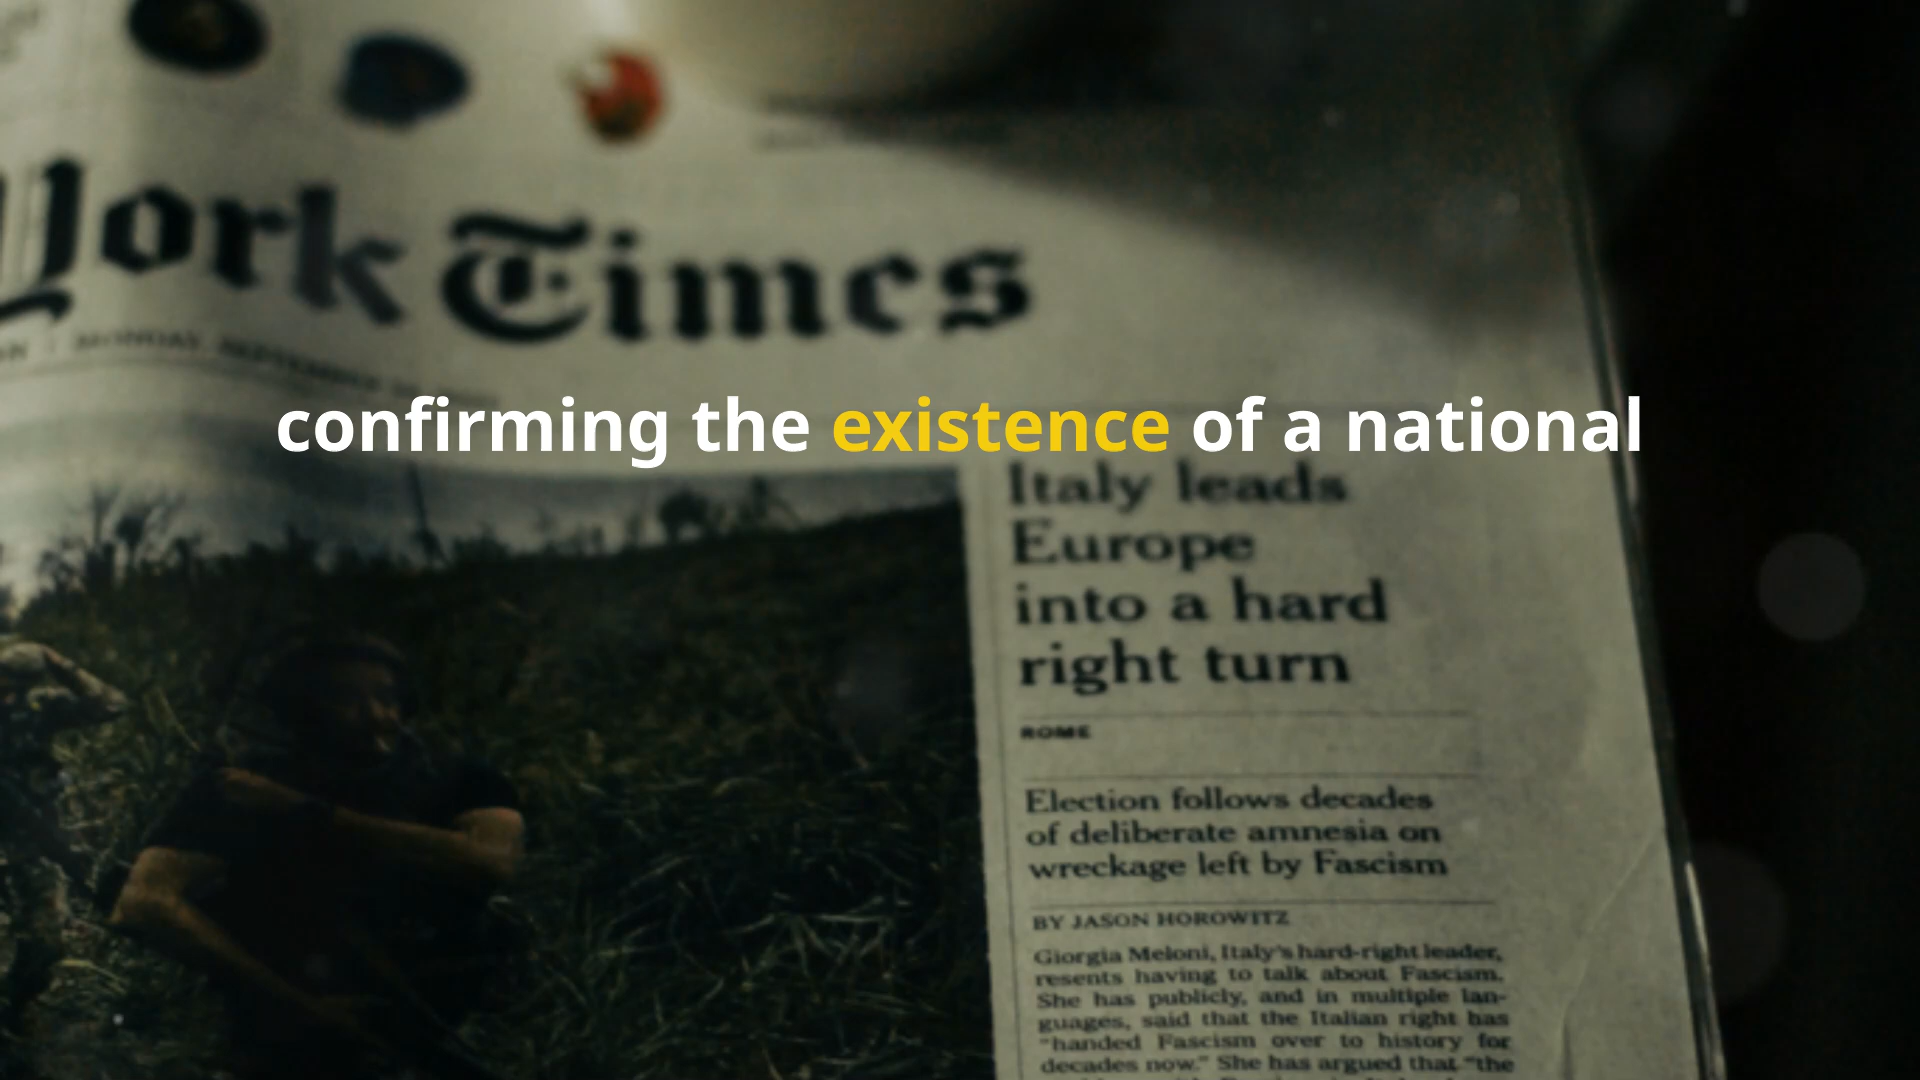 York Times
MONDAY, SEPTEMBER
confirming the existence of a national
Italy leads
Europe
into a hard
right turn
ROME
Election follows decades
of deliberate amnesia on
wreckage left by Fascism
BY JASON HOROWITZ
Giorgia Meloni, Italy's hard-right leader,
resents having to talk about Fascism.
She has publicly, and in multiple lan-
guages, said that the Italian right has
"handed Fascism over to history for
decades now." She has argued that "the